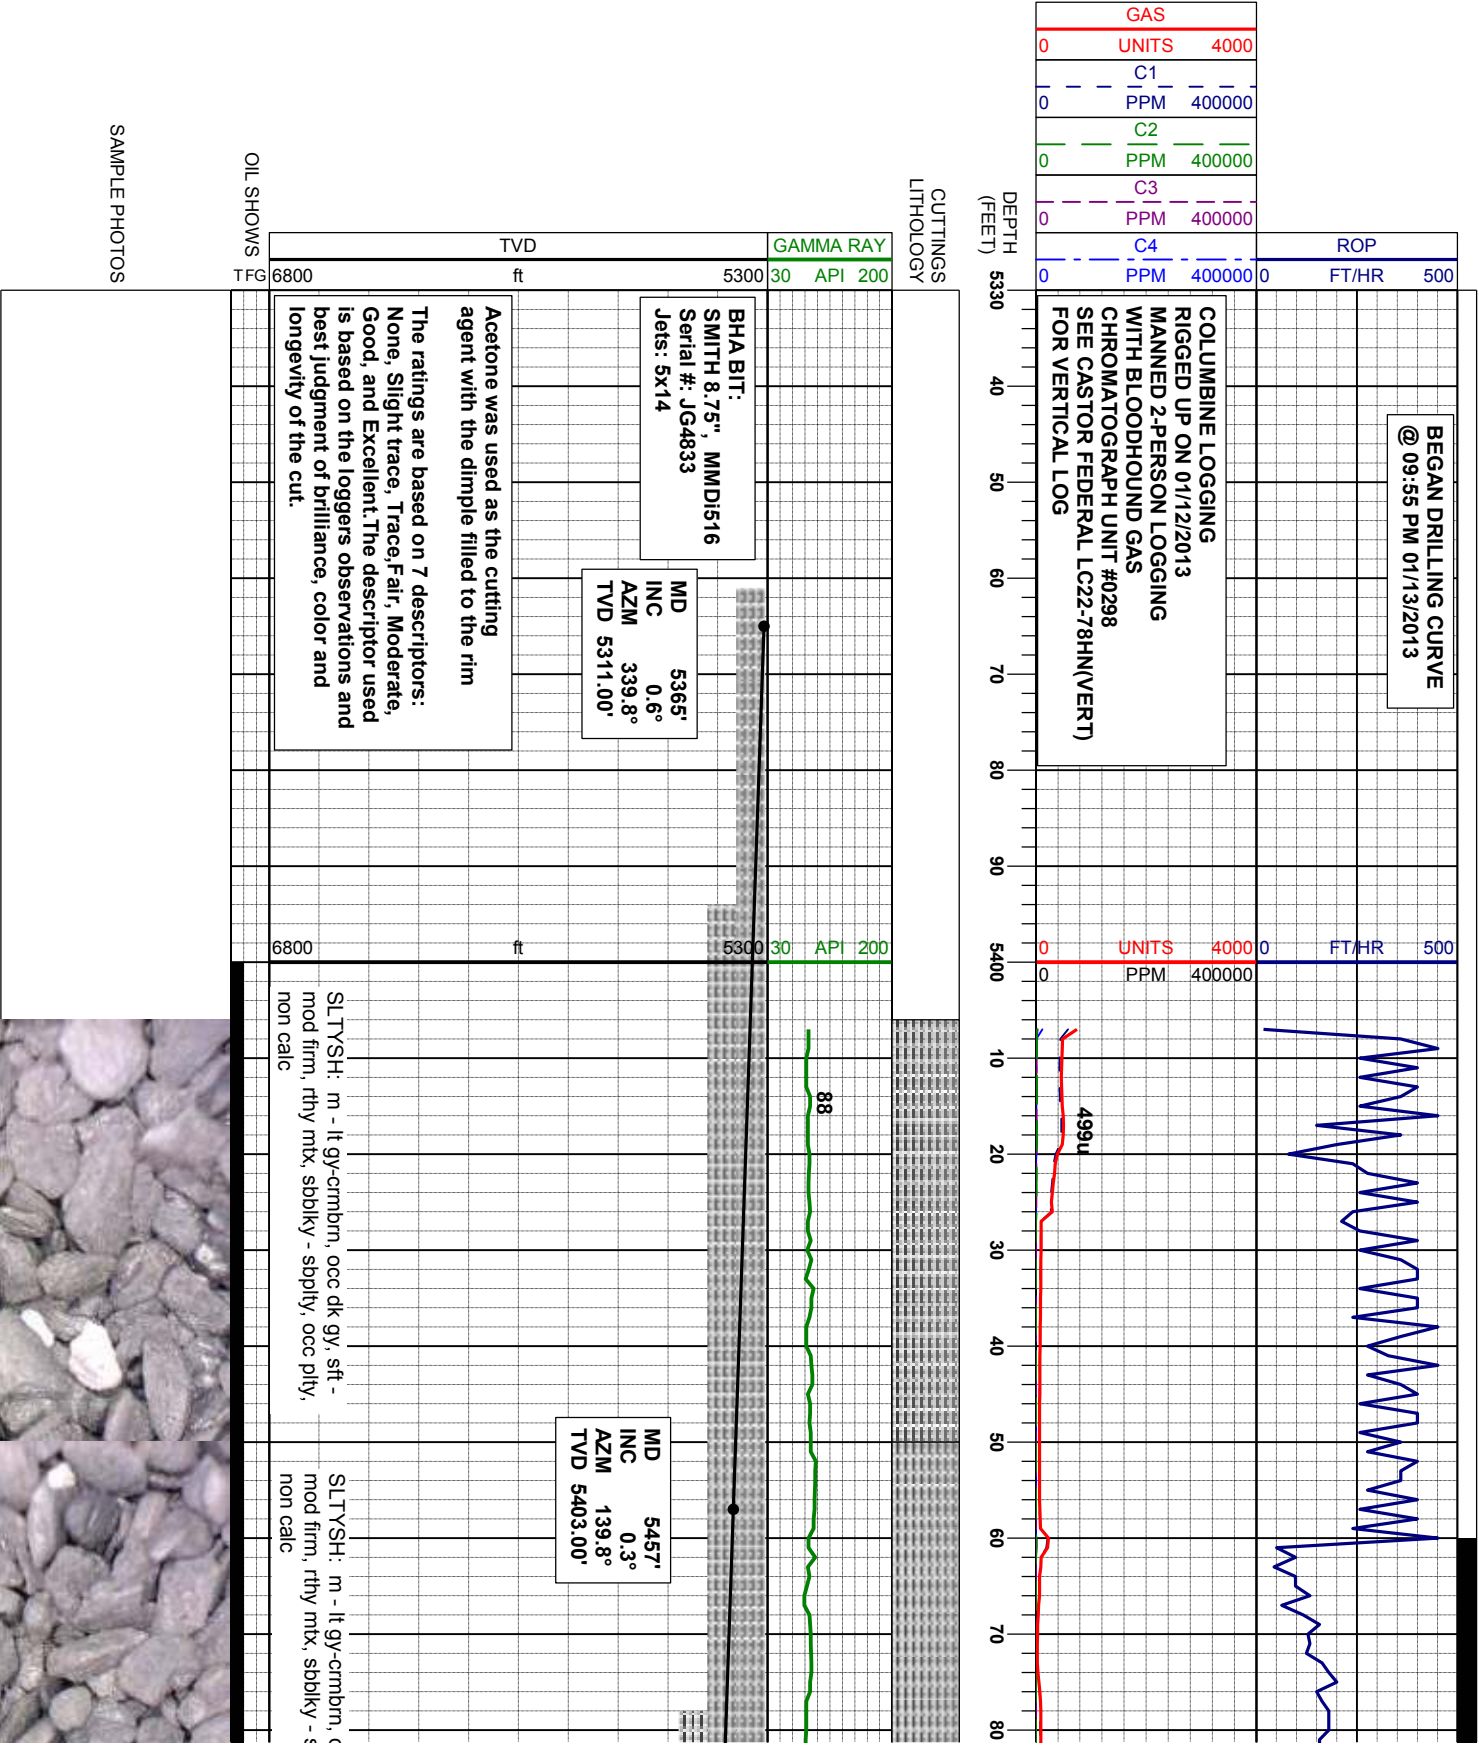 GAS
0 UNITS 4000
C1
0 PPM 400000
C2
0 PPM 400000
C3
0 PPM 400000
C4
0 PPM 400000
ROP
0 FT/HR 500
DEPTH
(FEET)
CUTTINGS
LITHOLOGY
GAMMA RAY
30 API 200
TVD
6800 ft 5300
OIL SHOWS
T F G
SAMPLE PHOTOS
BEGAN DRILLING CURVE
@ 09:55 PM 01/13/2013
COLUMBINE LOGGING
RIGGED UP ON 01/12/2013
MANNED 2-PERSON LOGGING
WITH BLOODHOUND GAS
CHROMATOGRAPH UNIT #0298
SEE CASTOR FEDERAL LC22-78HN(VERT)
FOR VERTICAL LOG
5330
40
50
60
70
80
90
5400
10
20
30
40
50
60
70
80
BHA BIT:
SMITH 8.75", MMDi516
Serial #: JG4833
Jets: 5x14
MD 5365'
INC 0.6°
AZM 339.8°
TVD 5311.00'
Acetone was used as the cutting
agent with the dimple filled to the rim
The ratings are based on 7 descriptors:
None, Slight trace, Trace,Fair, Moderate,
Good, and Excellent.The descriptor used
is based on the loggers observations and
best judgment of brilliance, color and
longevity of the cut.
0 FT/HR 500
0 UNITS 4000
0 PPM 400000
30 API 200
6800 ft 5300
499u
88
SLTYSH: m - lt gy-crmbrn, occ dk gy, sft -
mod firm, rthy mtx, sbblky - sbplty, occ plty,
non calc
MD 5457'
INC 0.3°
AZM 139.8°
TVD 5403.00'
SLTYSH: m - lt gy-crmbrn, o
mod firm, rthy mtx, sbblky - s
non calc